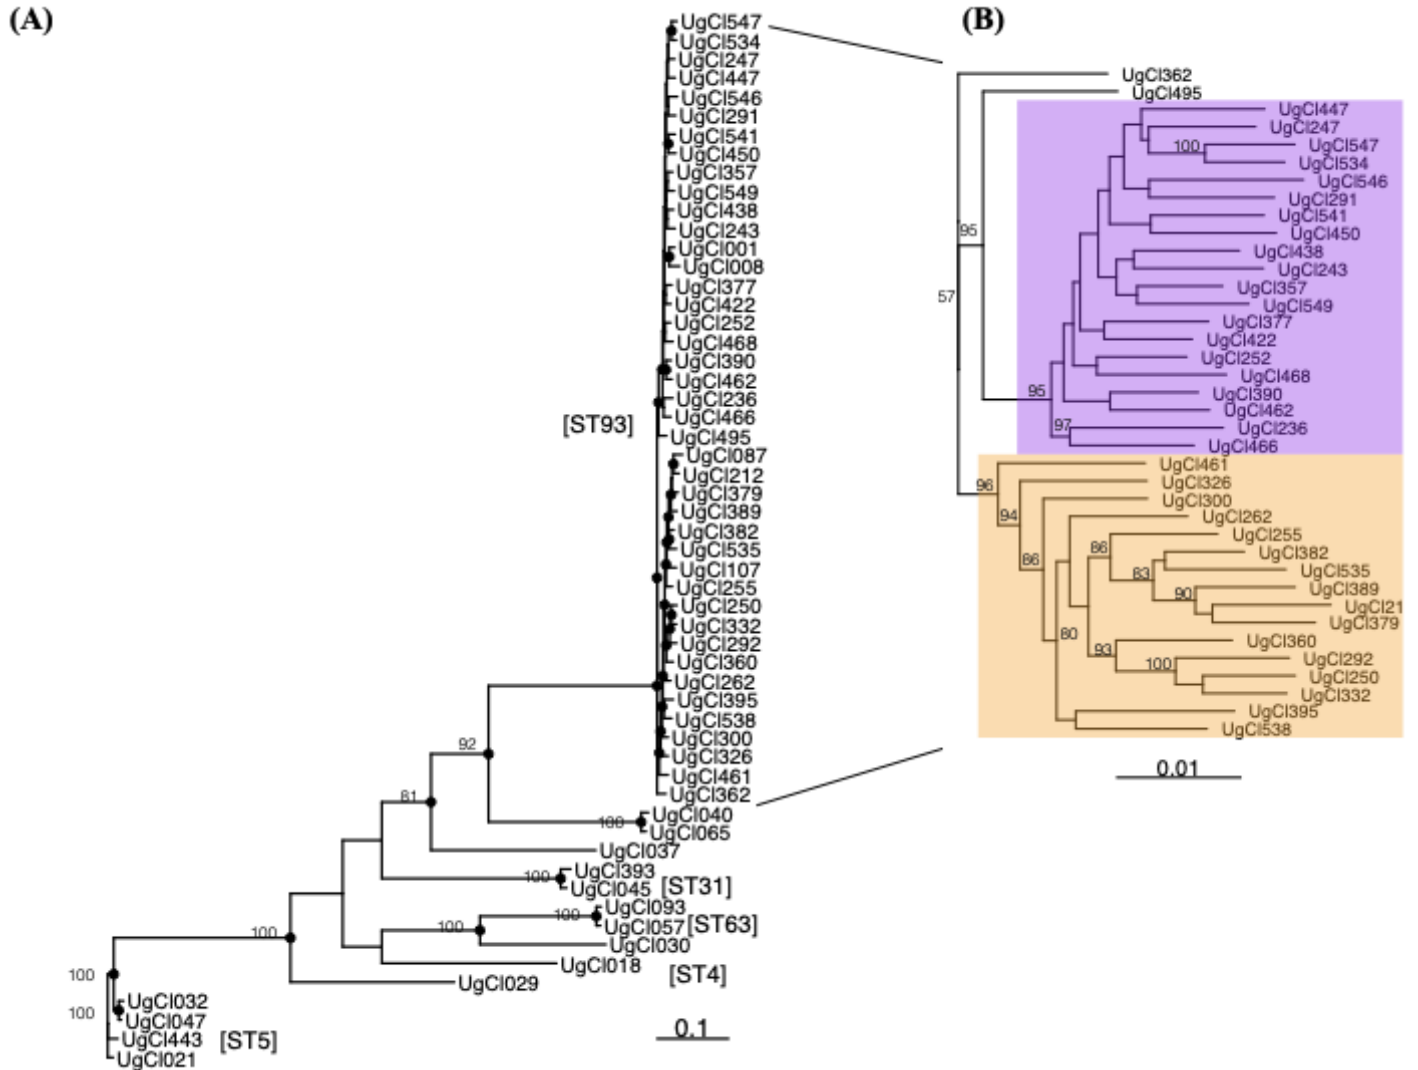 (A)
UgCl547
UgCl534
UgCl247
UgCl447
UgCl546
UgCl291
UgCl541
UgCl450
UgCl357
UgCl549
UgCl438
UgCl243
UgCl001
UgCl008
UgCl377
UgCl422
UgCl252
UgCl468
UgCl390
UgCl462
UgCl236
UgCl466
[ST93]
UgCl495
UgCl087
UgCl212
UgCl379
UgCl389
UgCl382
UgCl535
UgCl107
UgCl255
UgCl250
UgCl332
UgCl292
UgCl360
UgCl262
UgCl395
UgCl538
UgCl300
UgCl326
UgCl461
UgCl362
92
81
100
UgCl040
UgCl065
UgCl037
100
UgCl393
UgCl045
[ST31]
100
100
UgCl093
UgCl057
[ST63]
UgCl030
100
UgCl018
[ST4]
UgCl029
100
100
UgCl032
UgCl047
UgCl443
[ST5]
UgCl021
0.1
(B)
UgCl362
UgCl495
UgCl447
UgCl247
100
UgCl547
UgCl534
UgCl546
UgCl291
UgCl541
UgCl450
95
UgCl438
UgCl243
57
UgCl357
UgCl549
UgCl377
UgCl422
UgCl252
UgCl468
95
UgCl390
UgCl462
97
UgCl236
UgCl466
UgCl461
96
UgCl326
UgCl300
94
UgCl262
UgCl255
86
86
UgCl382
83
UgCl535
90
UgCl389
UgCl21
UgCl379
80
UgCl360
93
100
UgCl292
UgCl250
UgCl332
UgCl395
UgCl538
0.01